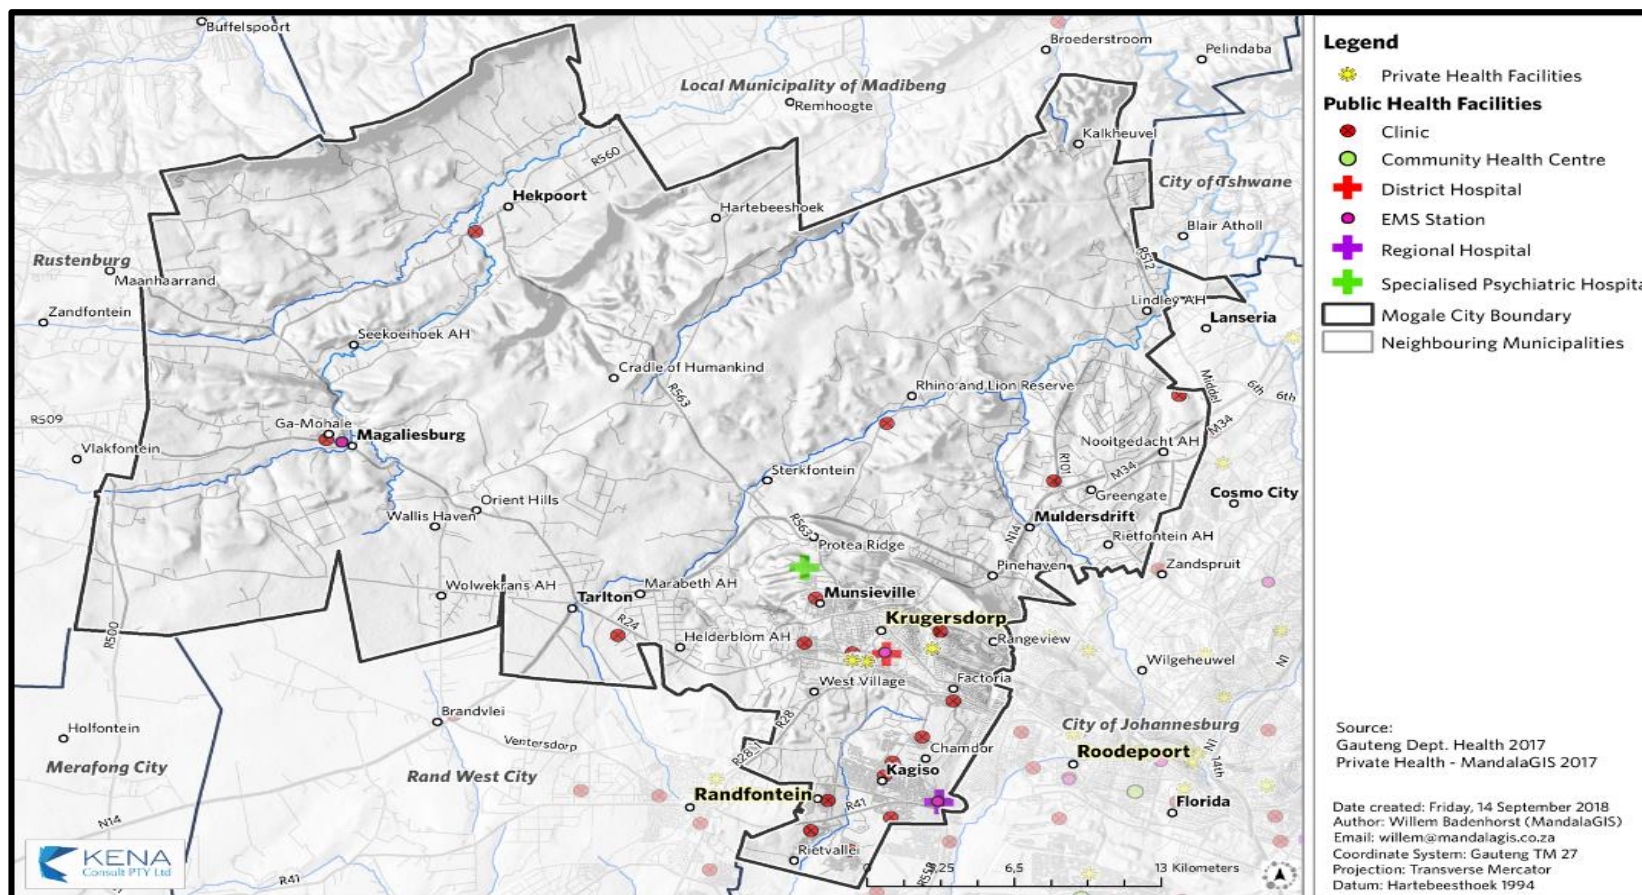 Buffelspoort
Broederstroom
Pelindaba
Local Municipality of Madibeng
Remhoogte
Kalkheuvel
R560
City of Tshwane
Hekpoort
Hartebeeshoek
Blair Atholl
R512
Rustenburg
Maanhaarrand
Lindley AH
Zandfontein
Lanseria
Seekoeihoek AH
Cradle of Humankind
R563
Rhino and Lion Reserve
Middel
6th
6th
R509
Ga-Mohale
Magaliesburg
M34
Nooitgedacht AH
Vlakfontein
R101
M34
Sterkfontein
Greengate
Cosmo City
Orient Hills
Wallis Haven
R563
Muldersdrift
N14
Protea Ridge
Rietfontein AH
Pinehaven
Zandspruit
Wolwekrans AH
Marabeth AH
Tarlton
Munsieville
R24
Krugersdorp
R500
Helderblom AH
Rangeview
Wilgeheuwel
N1
West Village
Factoria
Brandvlei
R28
City of Johannesburg
Holfontein
Ventersdorp
R28_1
Chamdor
Roodepoort
N1
14th
Merafong City
Rand West City
Kagiso
Randfontein
R41
Florida
N14
Rietvallei
R558
R41
0
3,25
6,5
13 Kilometers
KENA
Consult PTY Ltd
Legend
Private Health Facilities
Public Health Facilities
Clinic
Community Health Centre
District Hospital
EMS Station
Regional Hospital
Specialised Psychiatric Hospita
Mogale City Boundary
Neighbouring Municipalities
Source:
Gauteng Dept. Health 2017
Private Health - MandalaGIS 2017
Date created: Friday, 14 September 2018
Author: Willem Badenhorst (MandalaGIS)
Email: willem@mandalagis.co.za
Coordinate System: Gauteng TM 27
Projection: Transverse Mercator
Datum: Hartebeesthoek 1994